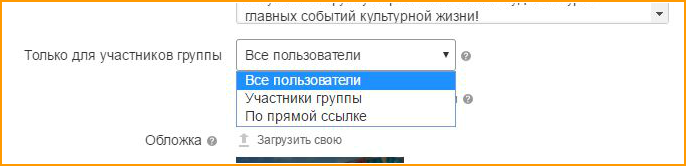 главных событий культурной жизни!
Только для участников группы Все пользователи
Все пользователи
Участники группы
По прямой ссылке
Обложка Загрузить свою